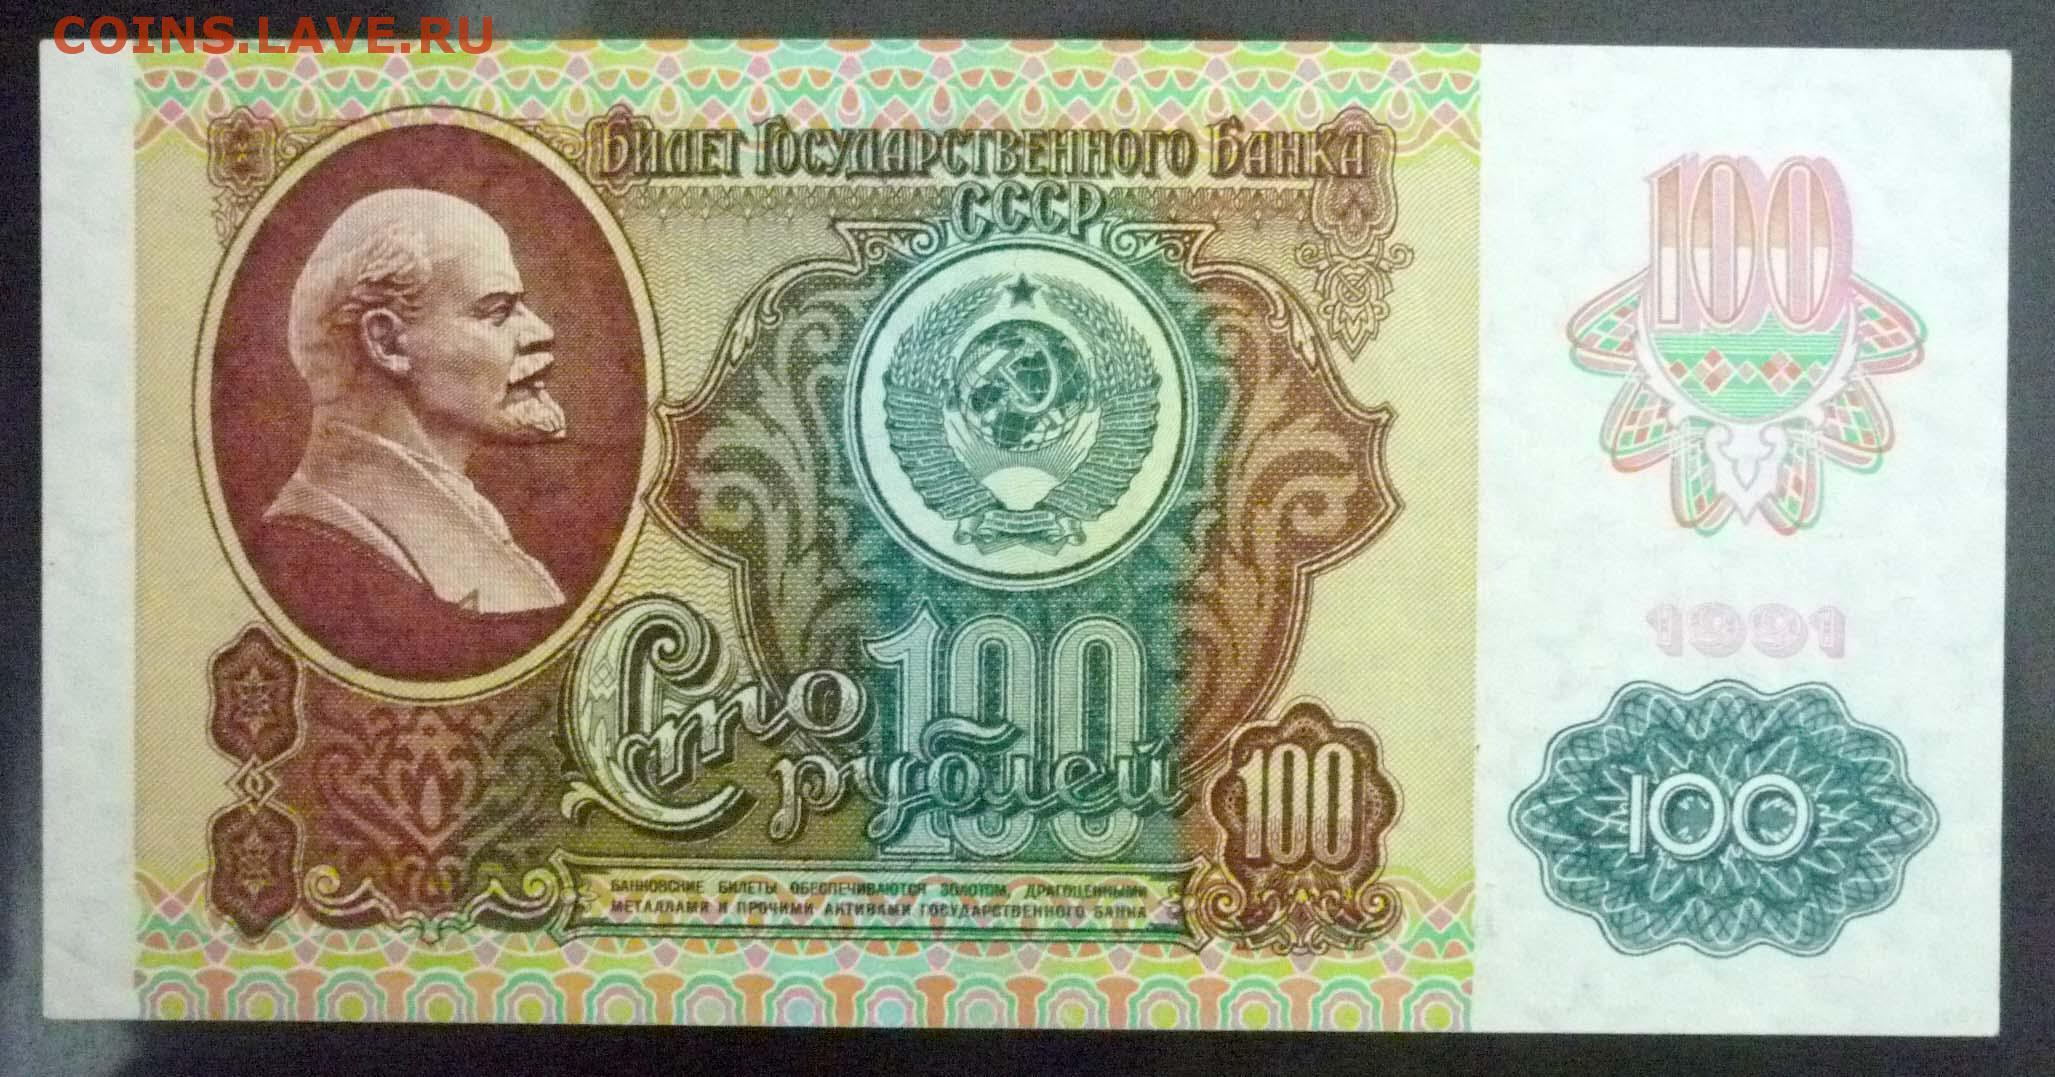 COINS.LAVE.RU
БИЛЕТ ГОСУДАРСТВЕННОГО БАНКА
СССР
100
1991
100
Сто
рублей
100
100
БАНКОВСКИЕ БИЛЕТЫ ОБЕСПЕЧИВАЮТСЯ ЗОЛОТОМ, ДРАГОЦЕННЫМИ
МЕТАЛЛАМИ И ПРОЧИМИ АКТИВАМИ ГОСУДАРСТВЕННОГО БАНКА